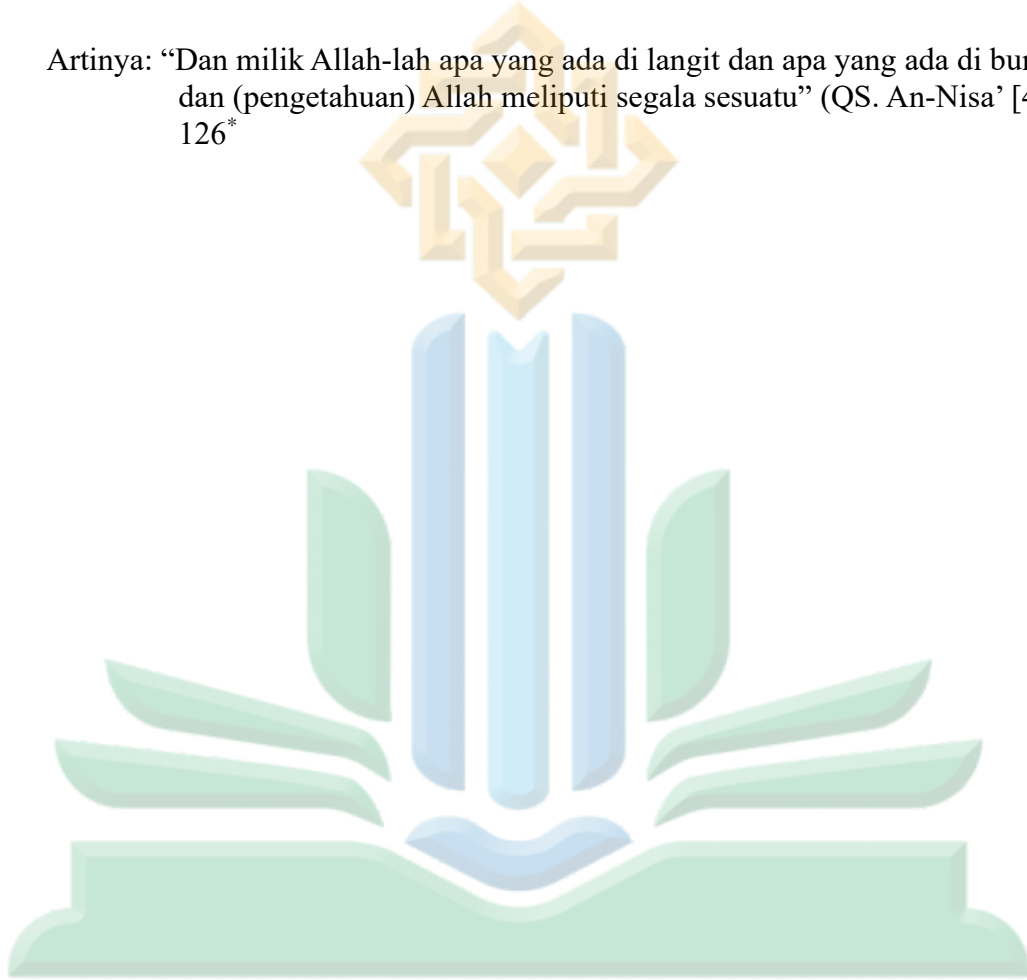 Artinya: “Dan milik Allah-lah apa yang ada di langit dan apa yang ada di
dan (pengetahuan) Allah meliputi segala sesuatu” (QS. An-Nisa’ [4
126*